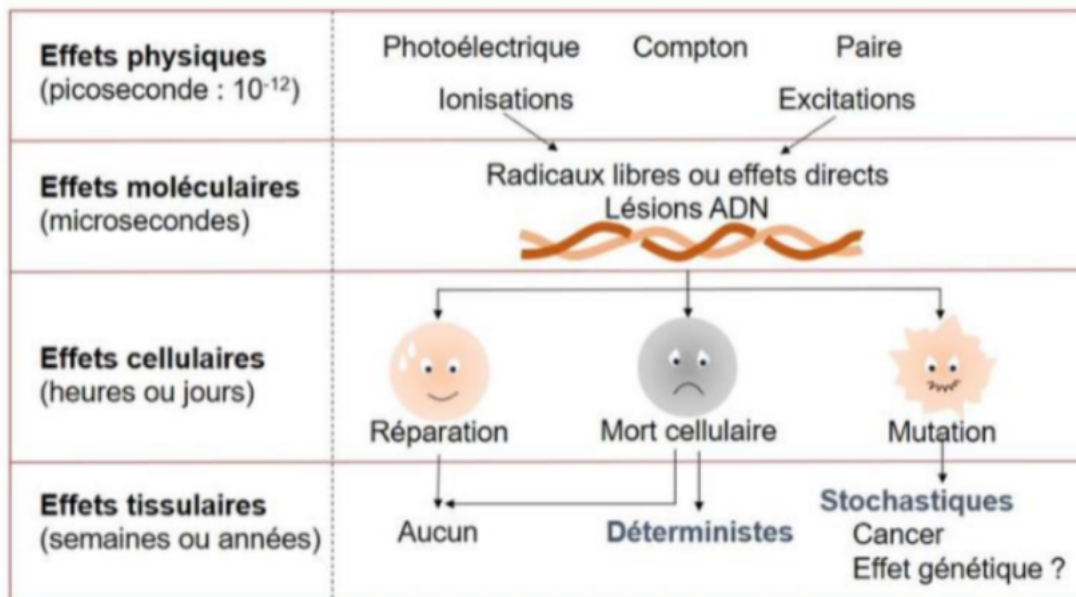 Effets physiques
(picoseconde : 10⁻¹²)
Photoélectrique Compton Paire
Ionisations Excitations
Effets moléculaires
(microsecondes)
Radicaux libres ou effets directs
Lésions ADN
Effets cellulaires
(heures ou jours)
Réparation Mort cellulaire Mutation
Effets tissulaires
(semaines ou années)
Aucun Déterministes Stochastiques
Cancer
Effet génétique ?